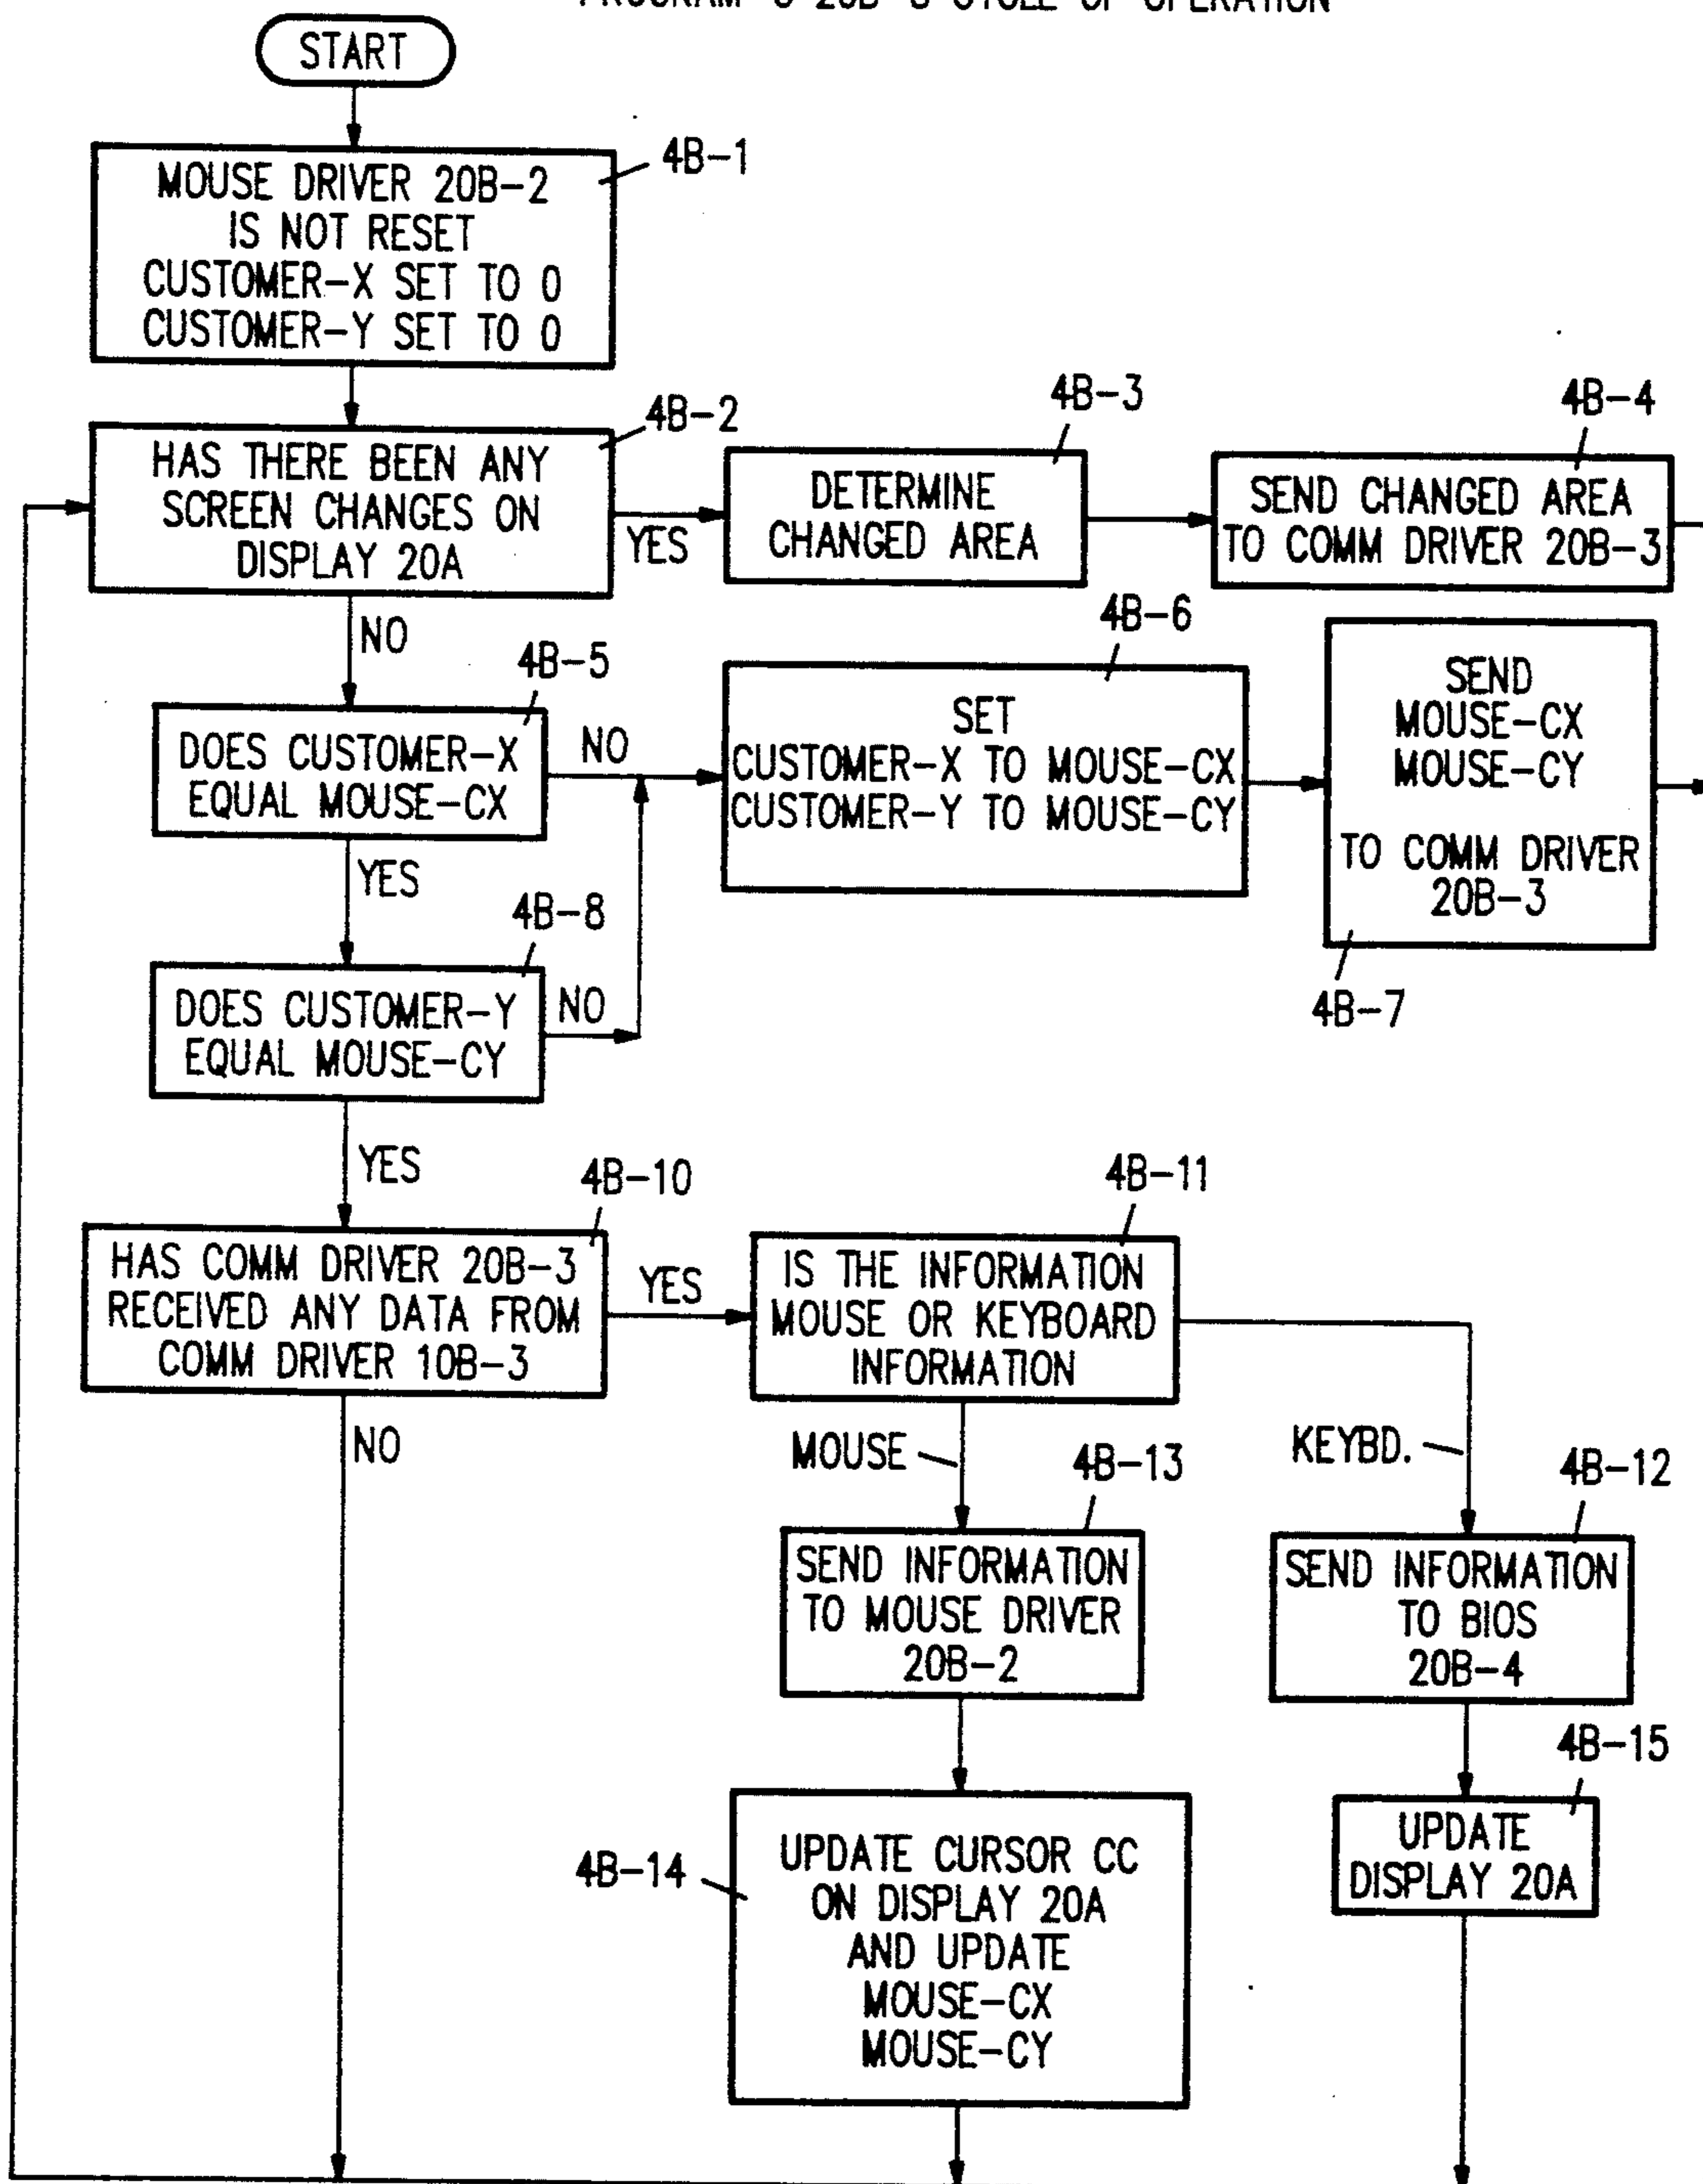 START
4B-1
MOUSE DRIVER 20B-2
IS NOT RESET
CUSTOMER-X SET TO 0
CUSTOMER-Y SET TO 0
4B-2
HAS THERE BEEN ANY
SCREEN CHANGES ON
DISPLAY 20A
YES
4B-3
DETERMINE
CHANGED AREA
4B-4
SEND CHANGED AREA
TO COMM DRIVER 20B-3
NO
4B-5
DOES CUSTOMER-X
EQUAL MOUSE-CX
NO
4B-6
SET
CUSTOMER-X TO MOUSE-CX
CUSTOMER-Y TO MOUSE-CY
SEND
MOUSE-CX
MOUSE-CY
TO COMM DRIVER
20B-3
4B-7
YES
4B-8
DOES CUSTOMER-Y
EQUAL MOUSE-CY
NO
YES
4B-10
HAS COMM DRIVER 20B-3
RECEIVED ANY DATA FROM
COMM DRIVER 10B-3
YES
4B-11
IS THE INFORMATION
MOUSE OR KEYBOARD
INFORMATION
NO
MOUSE
4B-13
SEND INFORMATION
TO MOUSE DRIVER
20B-2
KEYBD.
4B-12
SEND INFORMATION
TO BIOS
20B-4
4B-14
UPDATE CURSOR CC
ON DISPLAY 20A
AND UPDATE
MOUSE-CX
MOUSE-CY
4B-15
UPDATE
DISPLAY 20A